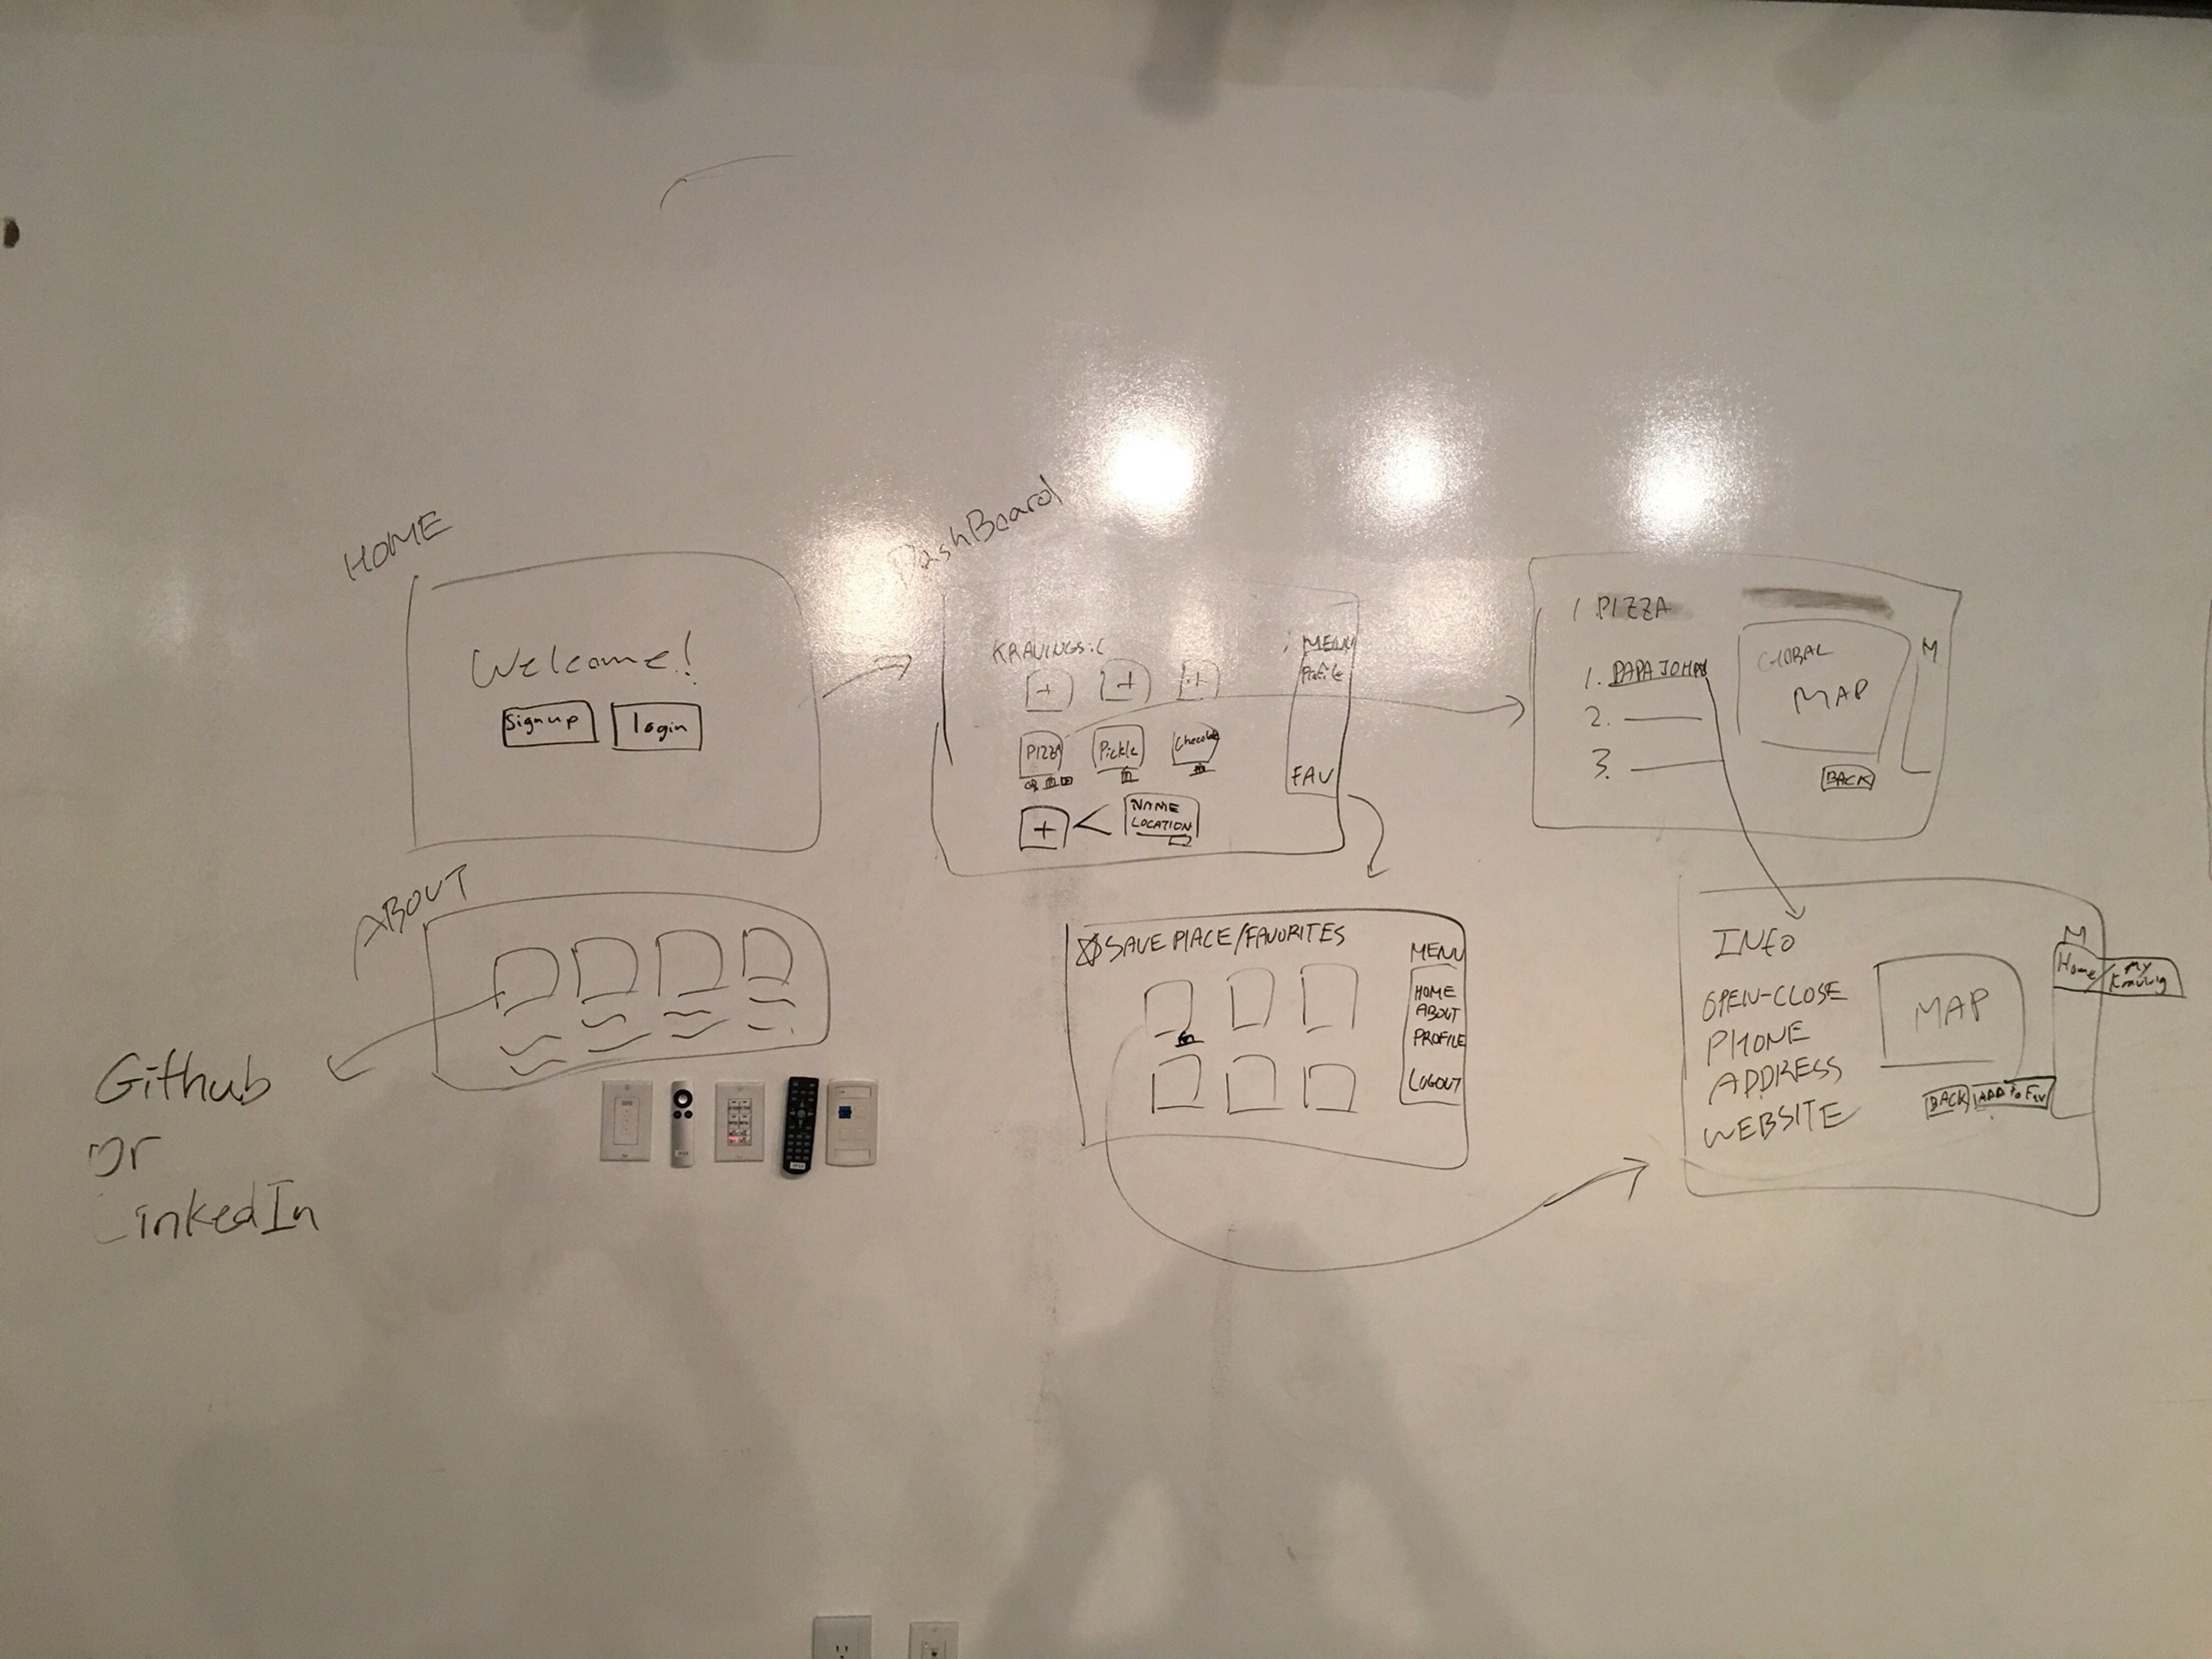 HOME
Welcome!
Signup
login
DashBoard
KRAVINGS:(
+ + +
PIZZA Pickle Chocolate
+ < NAME
LOCATION
MENU
Profile
FAV
1 PIZZA
1. PAPA JOHNS
2.
3.
GLOBAL
MAP
M
BACK
ABOUT
Github
or
LinkedIn
SAVE PLACE/FAVORITES
MENU
HOME
ABOUT
PROFILE
LOGOUT
INFO
OPEN-CLOSE
PHONE
ADDRESS
WEBSITE
MAP
BACK
ADD to FAV
M
Home / My
Kraving